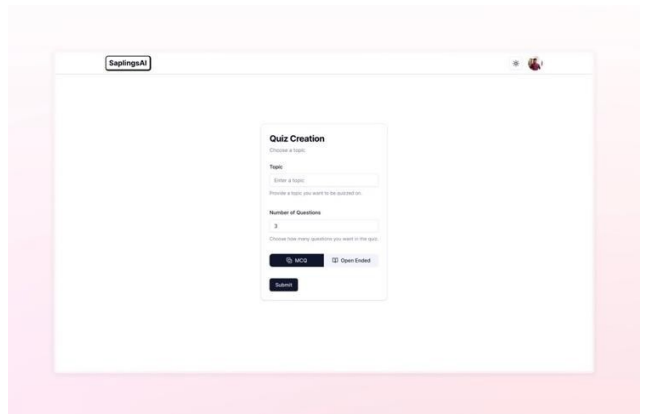 SaplingsAI
Quiz Creation
Choose a topic
Topic
Enter a topic
Provide a topic you want to be quizzed on.
Number of Questions
3
Choose how many questions you want in the quiz.
MCQ
Open Ended
Submit